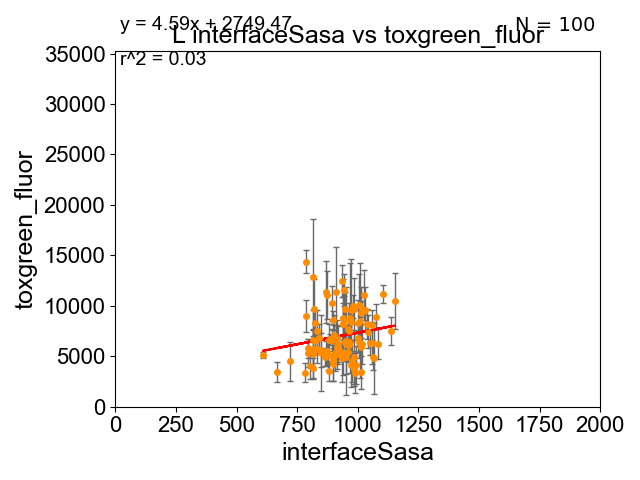 y = 4.59x + 2749.47
N = 100
L interfaceSasa vs toxgreen_fluor
r^2 = 0.03
35000
30000
25000
20000
15000
10000
5000
0
toxgreen_fluor
0 250 500 750 1000 1250 1500 1750 2000
interfaceSasa